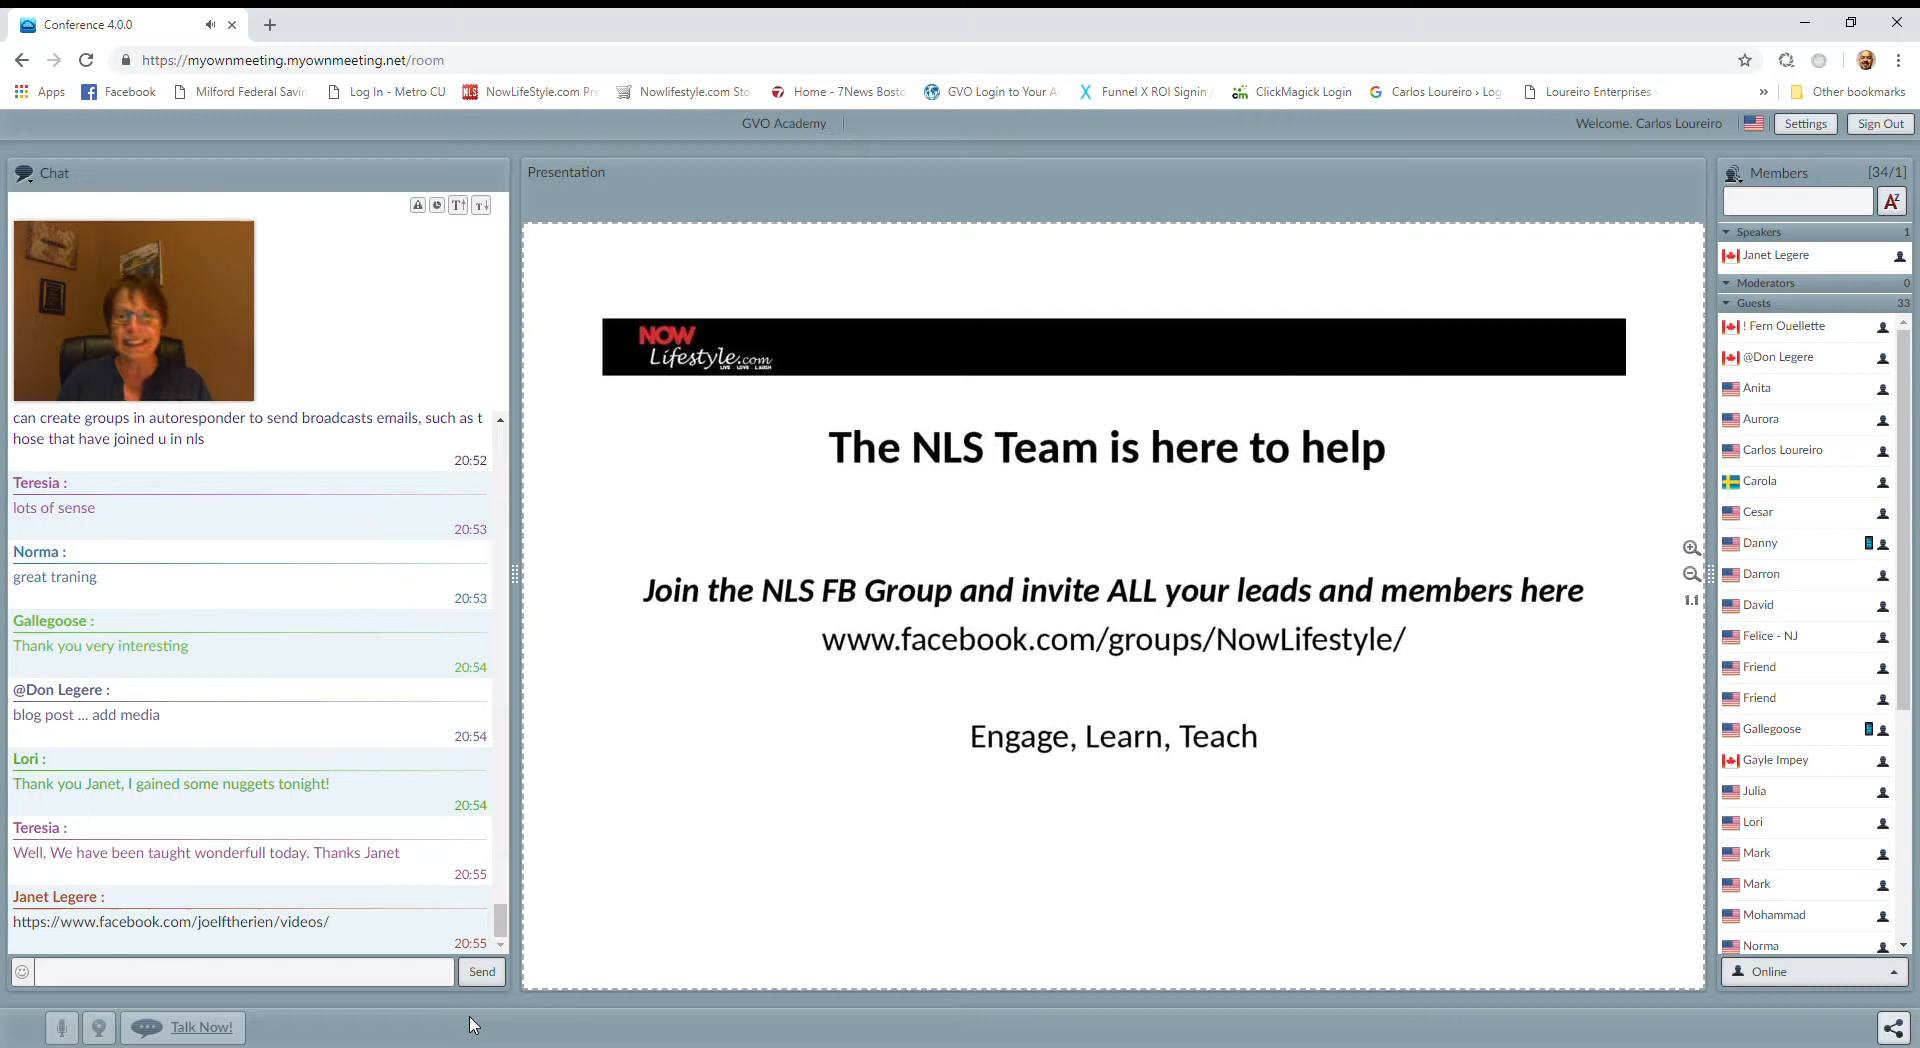 Conference 4.0.0
https://myownmeeting.myownmeeting.net/room
Apps
Facebook
Milford Federal Savin
Log In - Metro CU
NLS
NowLifeStyle.com Pre
Nowlifestyle.com Sto
Home - 7News Bosto
GVO Login to Your A
X
Funnel X ROI Signin
cm
ClickMagick Login
G
Carlos Loureiro › Log
Loureiro Enterprises
»
Other bookmarks
GVO Academy
Welcome. Carlos Loureiro
Settings
Sign Out
Chat
can create groups in autoresponder to send broadcasts emails, such as t
hose that have joined u in nls
20:52
Teresia :
lots of sense
20:53
Norma :
great traning
20:53
Gallegoose :
Thank you very interesting
20:54
@Don Legere :
blog post ... add media
20:54
Lori :
Thank you Janet, I gained some nuggets tonight!
20:54
Teresia :
Well, We have been taught wonderfull today. Thanks Janet
20:55
Janet Legere :
https://www.facebook.com/joelftherien/videos/
20:55
Send
Talk Now!
Presentation
NOW
Lifestyle.com
LIVE · LOVE · LAUGH
The NLS Team is here to help
Join the NLS FB Group and invite ALL your leads and members here
www.facebook.com/groups/NowLifestyle/
Engage, Learn, Teach
1.1
Members [34/1]
Speakers 1
Janet Legere
Moderators 0
Guests 33
! Fern Ouellette
@Don Legere
Anita
Aurora
Carlos Loureiro
Carola
Cesar
Danny
Darron
David
Felice - NJ
Friend
Friend
Gallegoose
Gayle Impey
Julia
Lori
Mark
Mark
Mohammad
Norma
Online